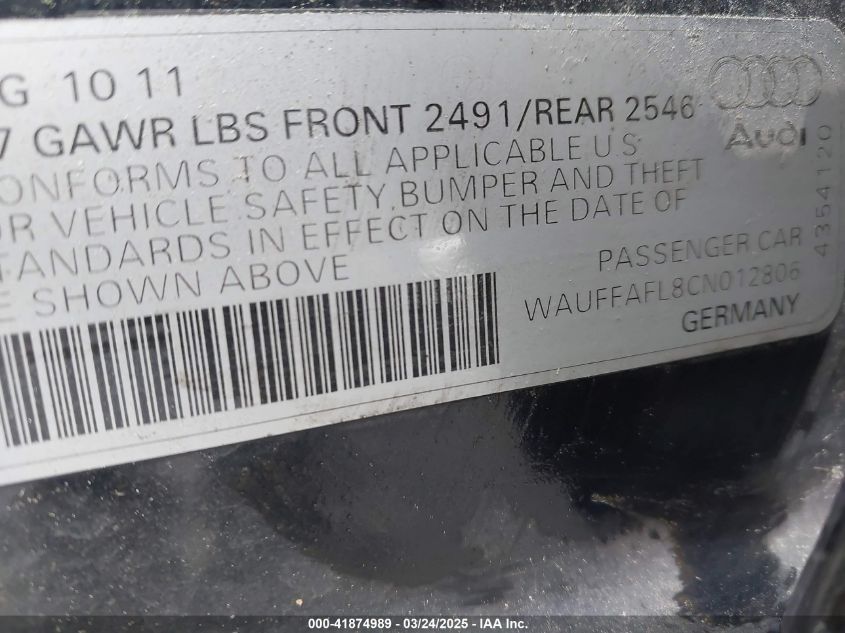 G 10 11
7 GAWR LBS FRONT 2491/REAR 2546
ONFORMS TO ALL APPLICABLE U S
OR VEHICLE SAFETY, BUMPER AND THEFT
STANDARDS IN EFFECT ON THE DATE OF
E SHOWN ABOVE
Audi
4354120
PASSENGER CAR
WAUFFAFL8CN012806
GERMANY
000-41874989 - 03/24/2025 - IAA Inc.